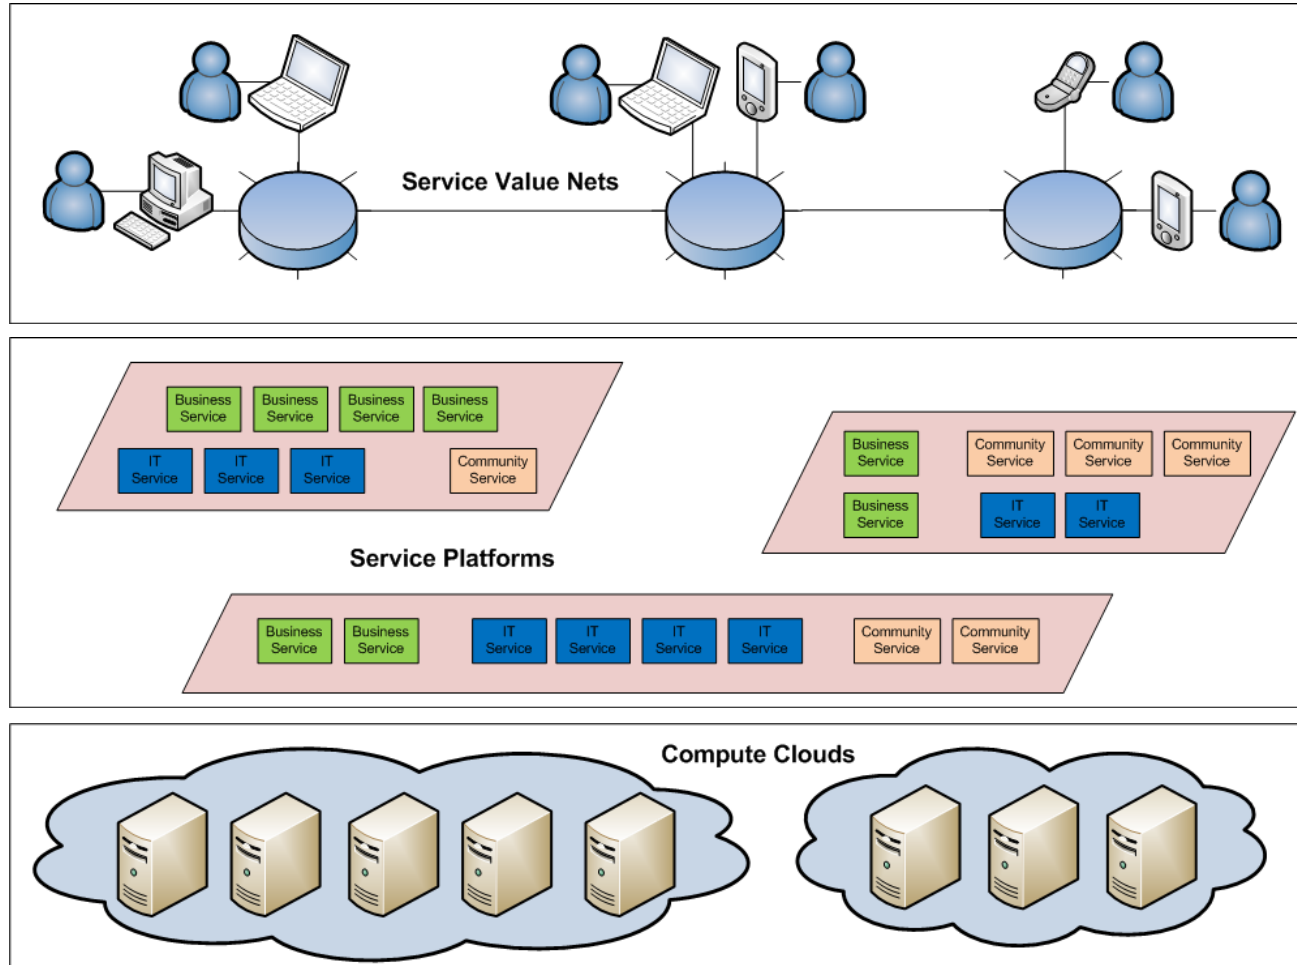 Service Value Nets
Business Business Business Business
Service Service Service Service
IT IT IT Community
Service Service Service Service
Business Community Community Community
Service Service Service Service
Business IT IT
Service Service Service
Service Platforms
Business Business IT IT IT IT Community Community
Service Service Service Service Service Service Service Service
Compute Clouds